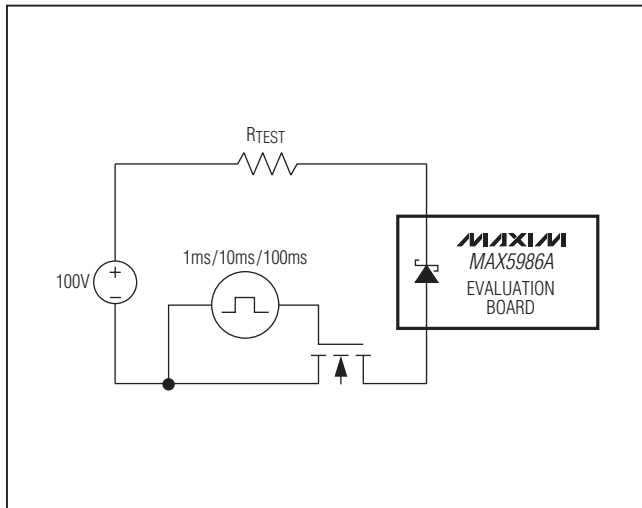 RTEST
1ms/10ms/100ms
100V
+
−
MAXIM
MAX5986A
EVALUATION
BOARD